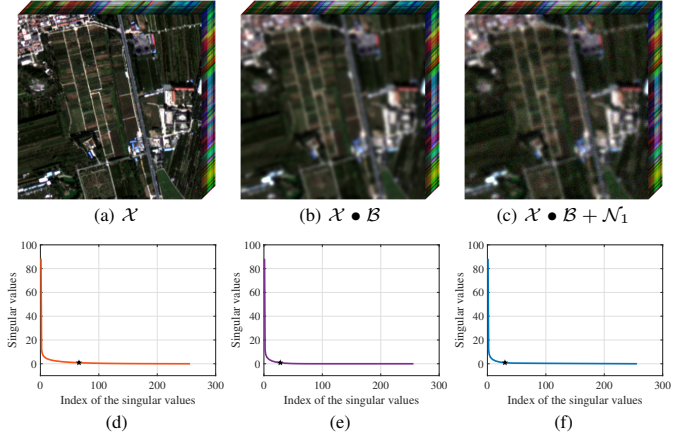 (a) 𝒳
(b) 𝒳 • ℬ
(c) 𝒳 • ℬ + 𝒩₁
100
80
60
40
20
0
Singular values
0 100 200 300
Index of the singular values
(d)
100
80
60
40
20
0
Singular values
0 100 200 300
Index of the singular values
(e)
100
80
60
40
20
0
Singular values
0 100 200 300
Index of the singular values
(f)